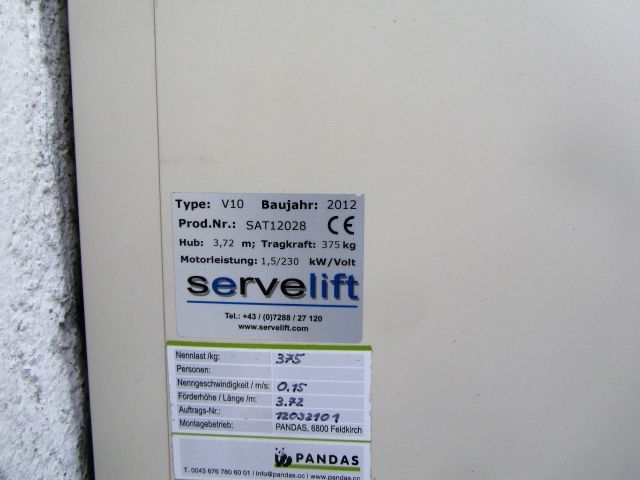 Type: V10 Baujahr: 2012
Prod.Nr.: SAT12028 CE
Hub: 3,72 m; Tragkraft: 375 kg
Motorleistung: 1,5/230 kW/Volt
servelift
Tel.: +43 / (0)7288 / 27 120
www.servelift.com
Nennlast /kg: 375
Personen:
Nenngeschwindigkeit / m/s: 0.15
Förderhöhe / Länge /m: 3.72
Auftrags-Nr.: 12032101
Montagebetrieb: PANDAS, 6800 Feldkirch
PANDAS
T. 0043 676 780 60 01 | info@pandas.cc | www.pandas.cc